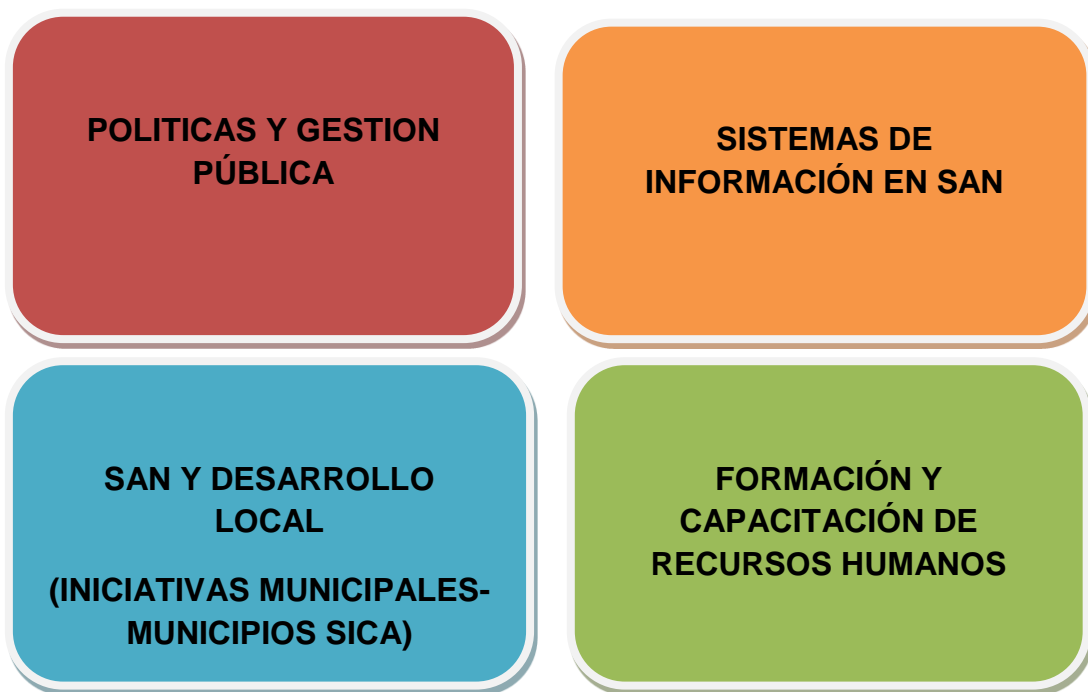 POLITICAS Y GESTION
PÚBLICA
SISTEMAS DE
INFORMACIÓN EN SAN
SAN Y DESARROLLO
LOCAL
(INICIATIVAS MUNICIPALES-
MUNICIPIOS SICA)
FORMACIÓN Y
CAPACITACIÓN DE
RECURSOS HUMANOS